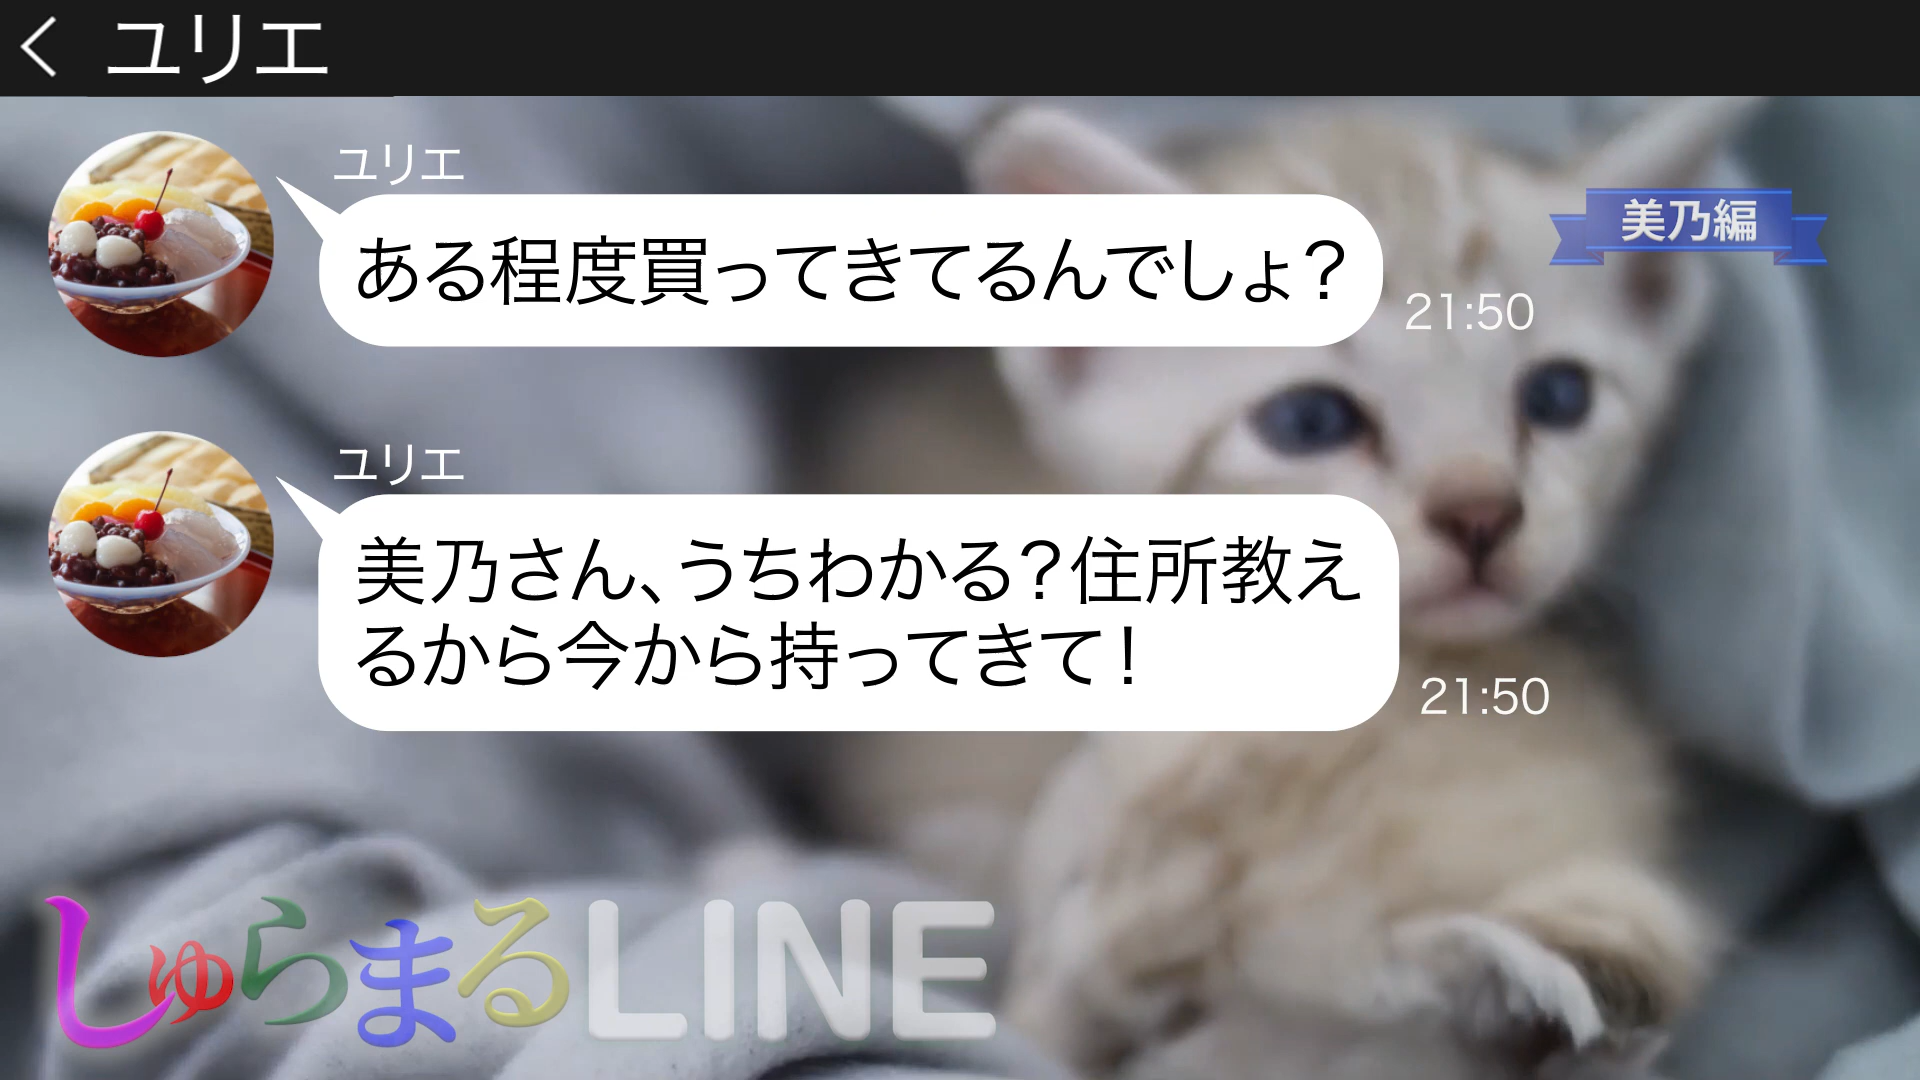 ユリエ
ユリエ
ある程度買ってきてるんでしょ？
美乃編
21:50
ユリエ
美乃さん、うちわかる？住所教え
るから今から持ってきて！
21:50
しゅらまるLINE